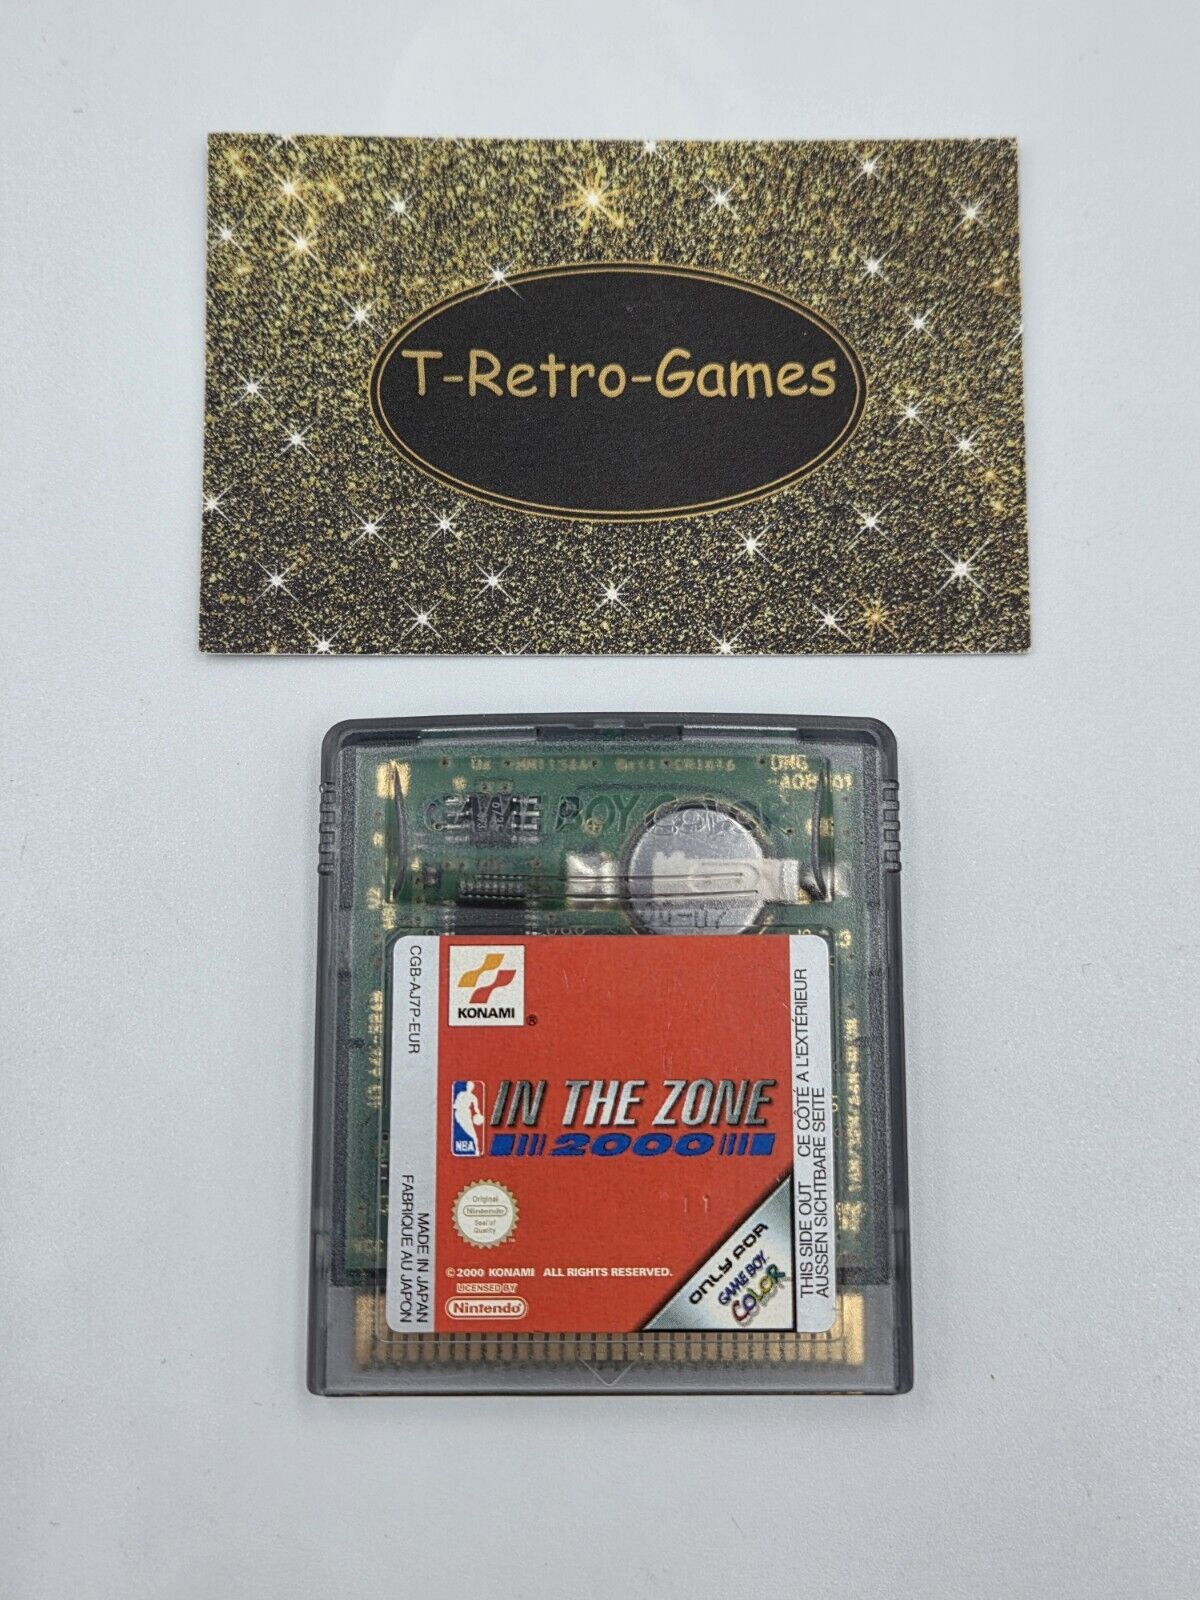 T-Retro-Games
GAME BOY COLOR
CGB-AJ7P-EUR
MADE IN JAPAN
FABRIQUE AU JAPON
KONAMI ®
NBA
IN THE ZONE
2000
Original
Nintendo
Seal of
Quality
© 2000 KONAMI ALL RIGHTS RESERVED.
LICENSED BY
Nintendo
ONLY FOR
GAME BOY
COLOR
THIS SIDE OUT CE CÔTÉ A L'EXTÉRIEUR
AUSSEN SICHTBARE SEITE